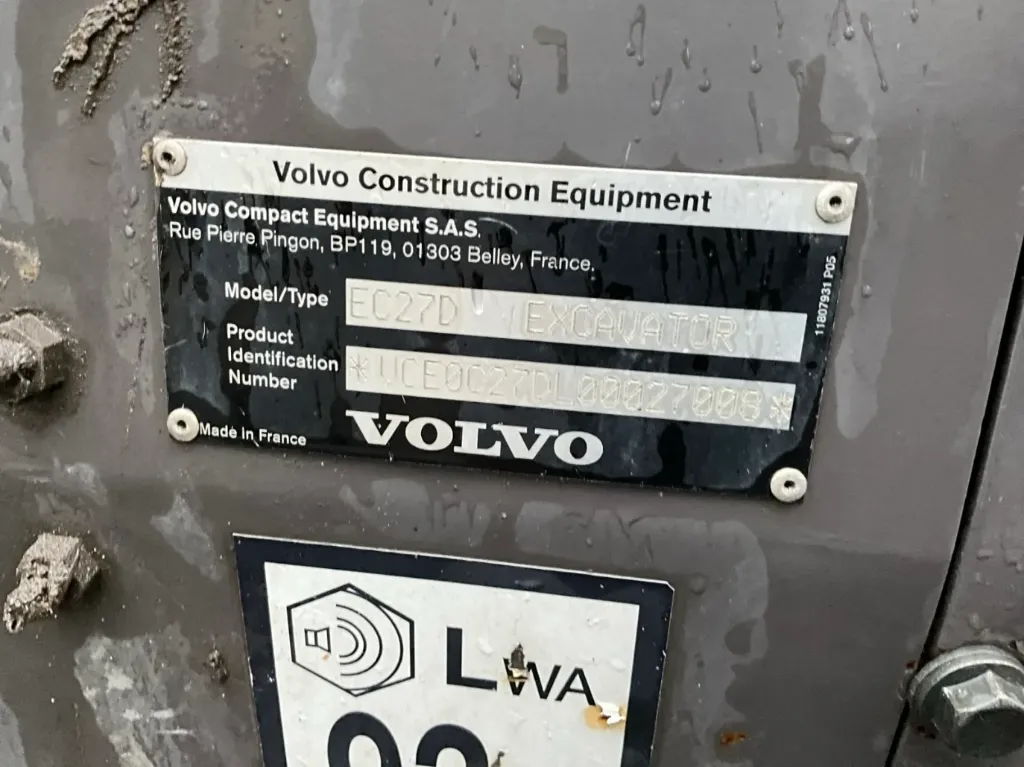 Volvo Construction Equipment
Volvo Compact Equipment S.A.S.
Rue Pierre Pingon, BP119, 01303 Belley, France.
Model/Type EC27D EXCAVATOR
Product
Identification
Number *VCE0C27DL00027008*
Made in France VOLVO
11807931 P05
LWA